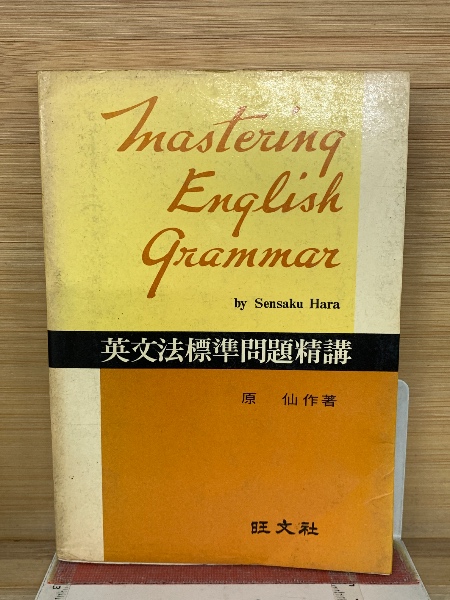 Mastering
English
Grammar
by Sensaku Hara
英文法標準問題精講
原 仙作著
旺文社